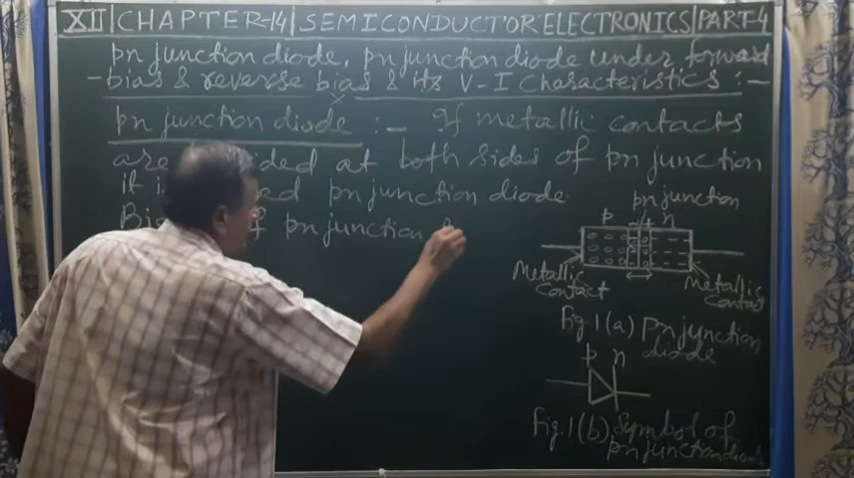 XII | CHAPTER-14 | SEMICONDUCTOR ELECTRONICS | PART-4
pn junction diode, pn junction diode under forward
-bias & reverse bias & its V-I Characteristics :-
pn junction diode :- If metallic contacts
are ded at both sides of pn junction
it is ed pn junction diode.
of pn junction
pn junction
p n
Metallic Contact
Metallic Contact
Fig.1(a) pn junction diode
p n
Fig.1(b) Symbol of
pn junction diode